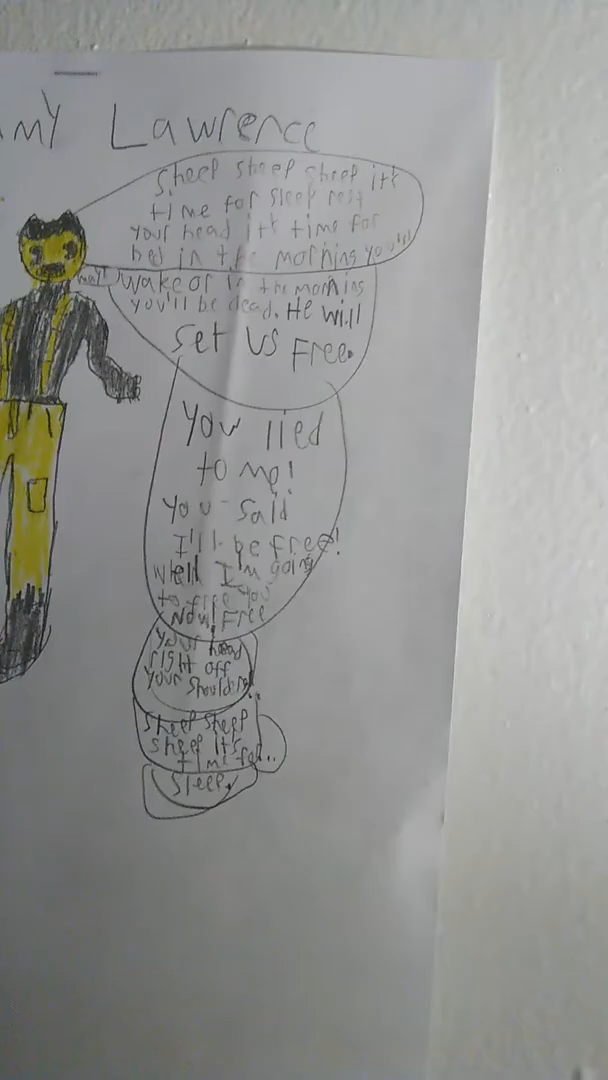 my Lawrence
Sheep sheep sheep it's
time for sleep rest
your head it's time for
bed in the morning you'll
may! wake or in the morning
you'll be dead. He will
set us free.
You lied
to me!
you said
I'll be free!
Well I'm going
to free you
Now! Free
your head
right off
your shoulders..
Sheep sheep
sheep It's
time for...
sleep.